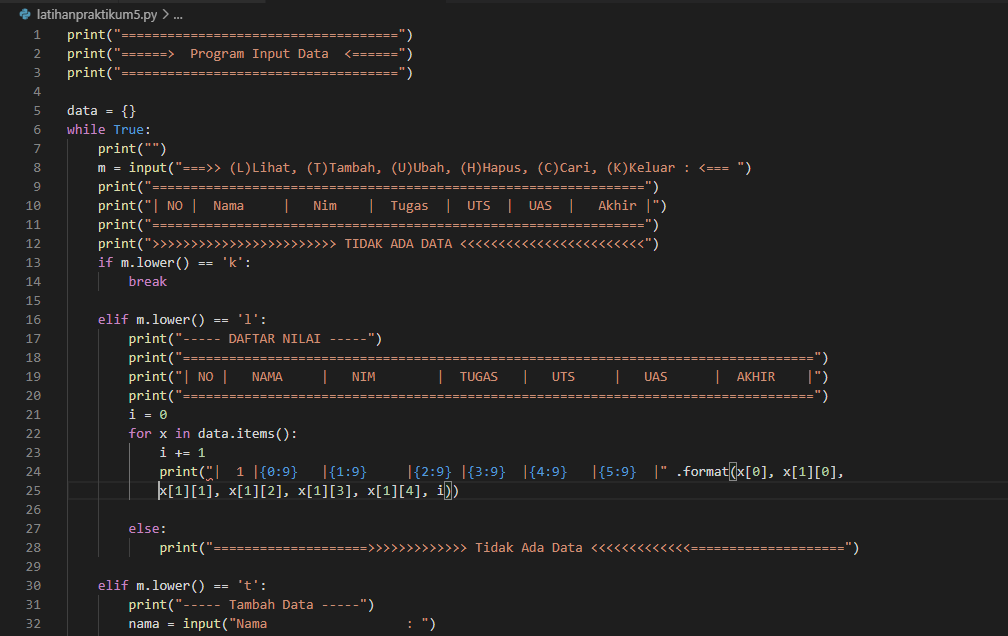 latihanpraktikum5.py > ...
1 print("====================================")
2 print("======>  Program Input Data  <======")
3 print("====================================")
4
5 data = {}
6 while True:
7     print("")
8     m = input("===>> (L)Lihat, (T)Tambah, (U)Ubah, (H)Hapus, (C)Cari, (K)Keluar : <=== ")
9     print("================================================================")
10     print("| NO |  Nama     |   Nim    |  Tugas  |  UTS  |  UAS  |   Akhir |")
11     print("================================================================")
12     print(">>>>>>>>>>>>>>>>>>>>>>>> TIDAK ADA DATA <<<<<<<<<<<<<<<<<<<<<<<<")
13     if m.lower() == 'k':
14         break
15
16     elif m.lower() == 'l':
17         print("----- DAFTAR NILAI -----")
18         print("==================================================================================")
19         print("| NO |   NAMA     |   NIM        |  TUGAS   |   UTS     |   UAS      |  AKHIR    |")
20         print("==================================================================================")
21         i = 0
22         for x in data.items():
23             i += 1
24             print("|  1 |{0:9}   |{1:9}     |{2:9} |{3:9}  |{4:9}   |{5:9}  |" .format(x[0], x[1][0],
25             x[1][1], x[1][2], x[1][3], x[1][4], i))
26
27         else:
28             print("====================>>>>>>>>>>>>> Tidak Ada Data <<<<<<<<<<<<<====================")
29
30     elif m.lower() == 't':
31         print("----- Tambah Data -----")
32         nama = input("Nama                  : ")